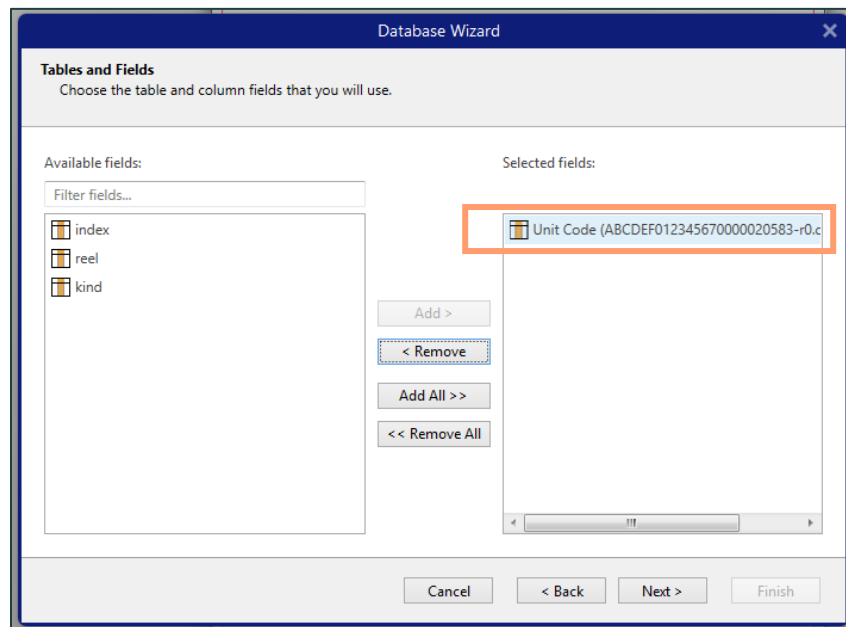 Database Wizard
Tables and Fields
Choose the table and column fields that you will use.
Available fields:
Selected fields:
Filter fields...
index
reel
kind
Unit Code (ABCDEF012345670000020583-r0.c
Add >
< Remove
Add All >>
<< Remove All
Cancel
< Back
Next >
Finish